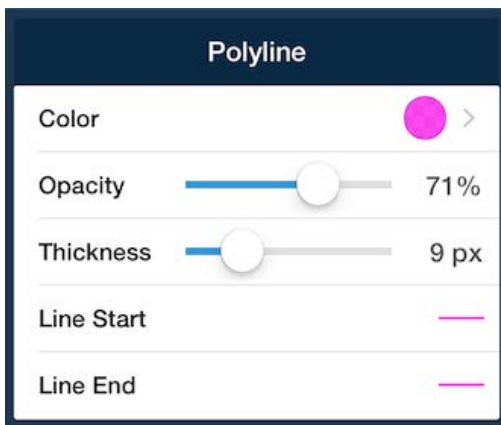 Polyline
Color
Opacity 71%
Thickness 9 px
Line Start
Line End